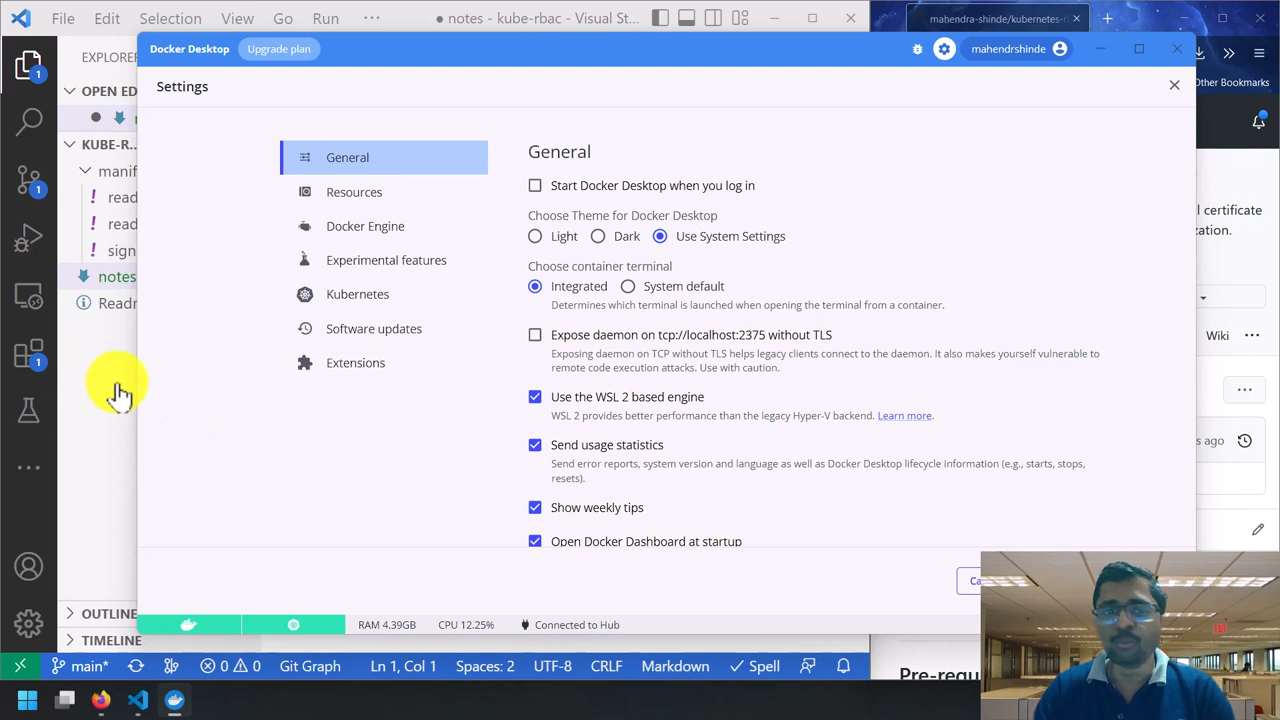 File Edit Selection View Go Run ··· ● notes - kube-rbac - Visual St...
mahendra-shinde/kubernetes-r
Other Bookmarks
EXPLORER
OPEN ED
KUBE-R...
manif
read
read
sign
notes
Readr
OUTLINE
TIMELINE
Docker Desktop Upgrade plan mahendrshinde
Settings
General
Resources
Docker Engine
Experimental features
Kubernetes
Software updates
Extensions
General
Start Docker Desktop when you log in
Choose Theme for Docker Desktop
Light Dark Use System Settings
Choose container terminal
Integrated System default
Determines which terminal is launched when opening the terminal from a container.
Expose daemon on tcp://localhost:2375 without TLS
Exposing daemon on TCP without TLS helps legacy clients connect to the daemon. It also makes yourself vulnerable to
remote code execution attacks. Use with caution.
Use the WSL 2 based engine
WSL 2 provides better performance than the legacy Hyper-V backend. Learn more.
Send usage statistics
Send error reports, system version and language as well as Docker Desktop lifecycle information (e.g., starts, stops,
resets).
Show weekly tips
Open Docker Dashboard at startup
Ca
RAM 4.39GB CPU 12.25% Connected to Hub
l certificate
ization.
Wiki ···
s ago
Pre-requ
main* 0 0 Git Graph Ln 1, Col 1 Spaces: 2 UTF-8 CRLF Markdown Spell